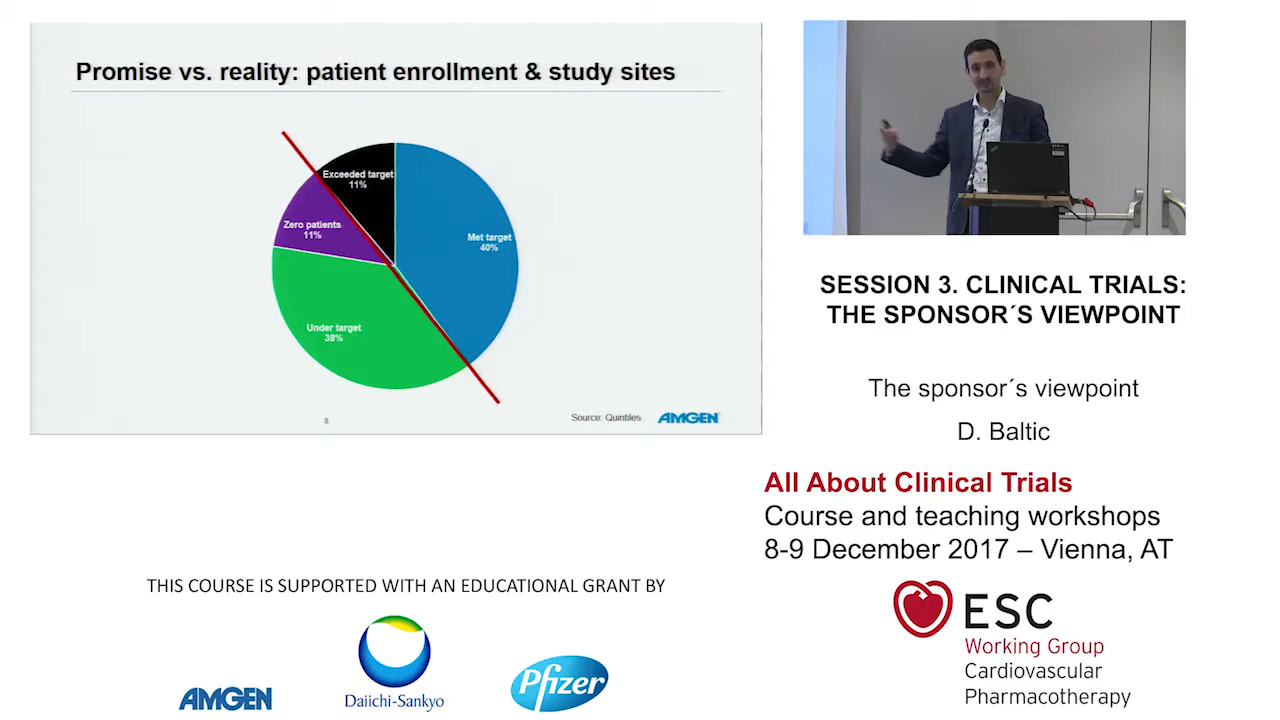 Promise vs. reality: patient enrollment & study sites
Exceeded target
11%
Zero patients
11%
Met target
40%
Under target
38%
8
Source: Quintiles
AMGEN
SESSION 3. CLINICAL TRIALS:
THE SPONSOR´S VIEWPOINT
The sponsor´s viewpoint
D. Baltic
All About Clinical Trials
Course and teaching workshops
8-9 December 2017 – Vienna, AT
THIS COURSE IS SUPPORTED WITH AN EDUCATIONAL GRANT BY
AMGEN
Daiichi-Sankyo
Pfizer
ESC
Working Group
Cardiovascular
Pharmacotherapy